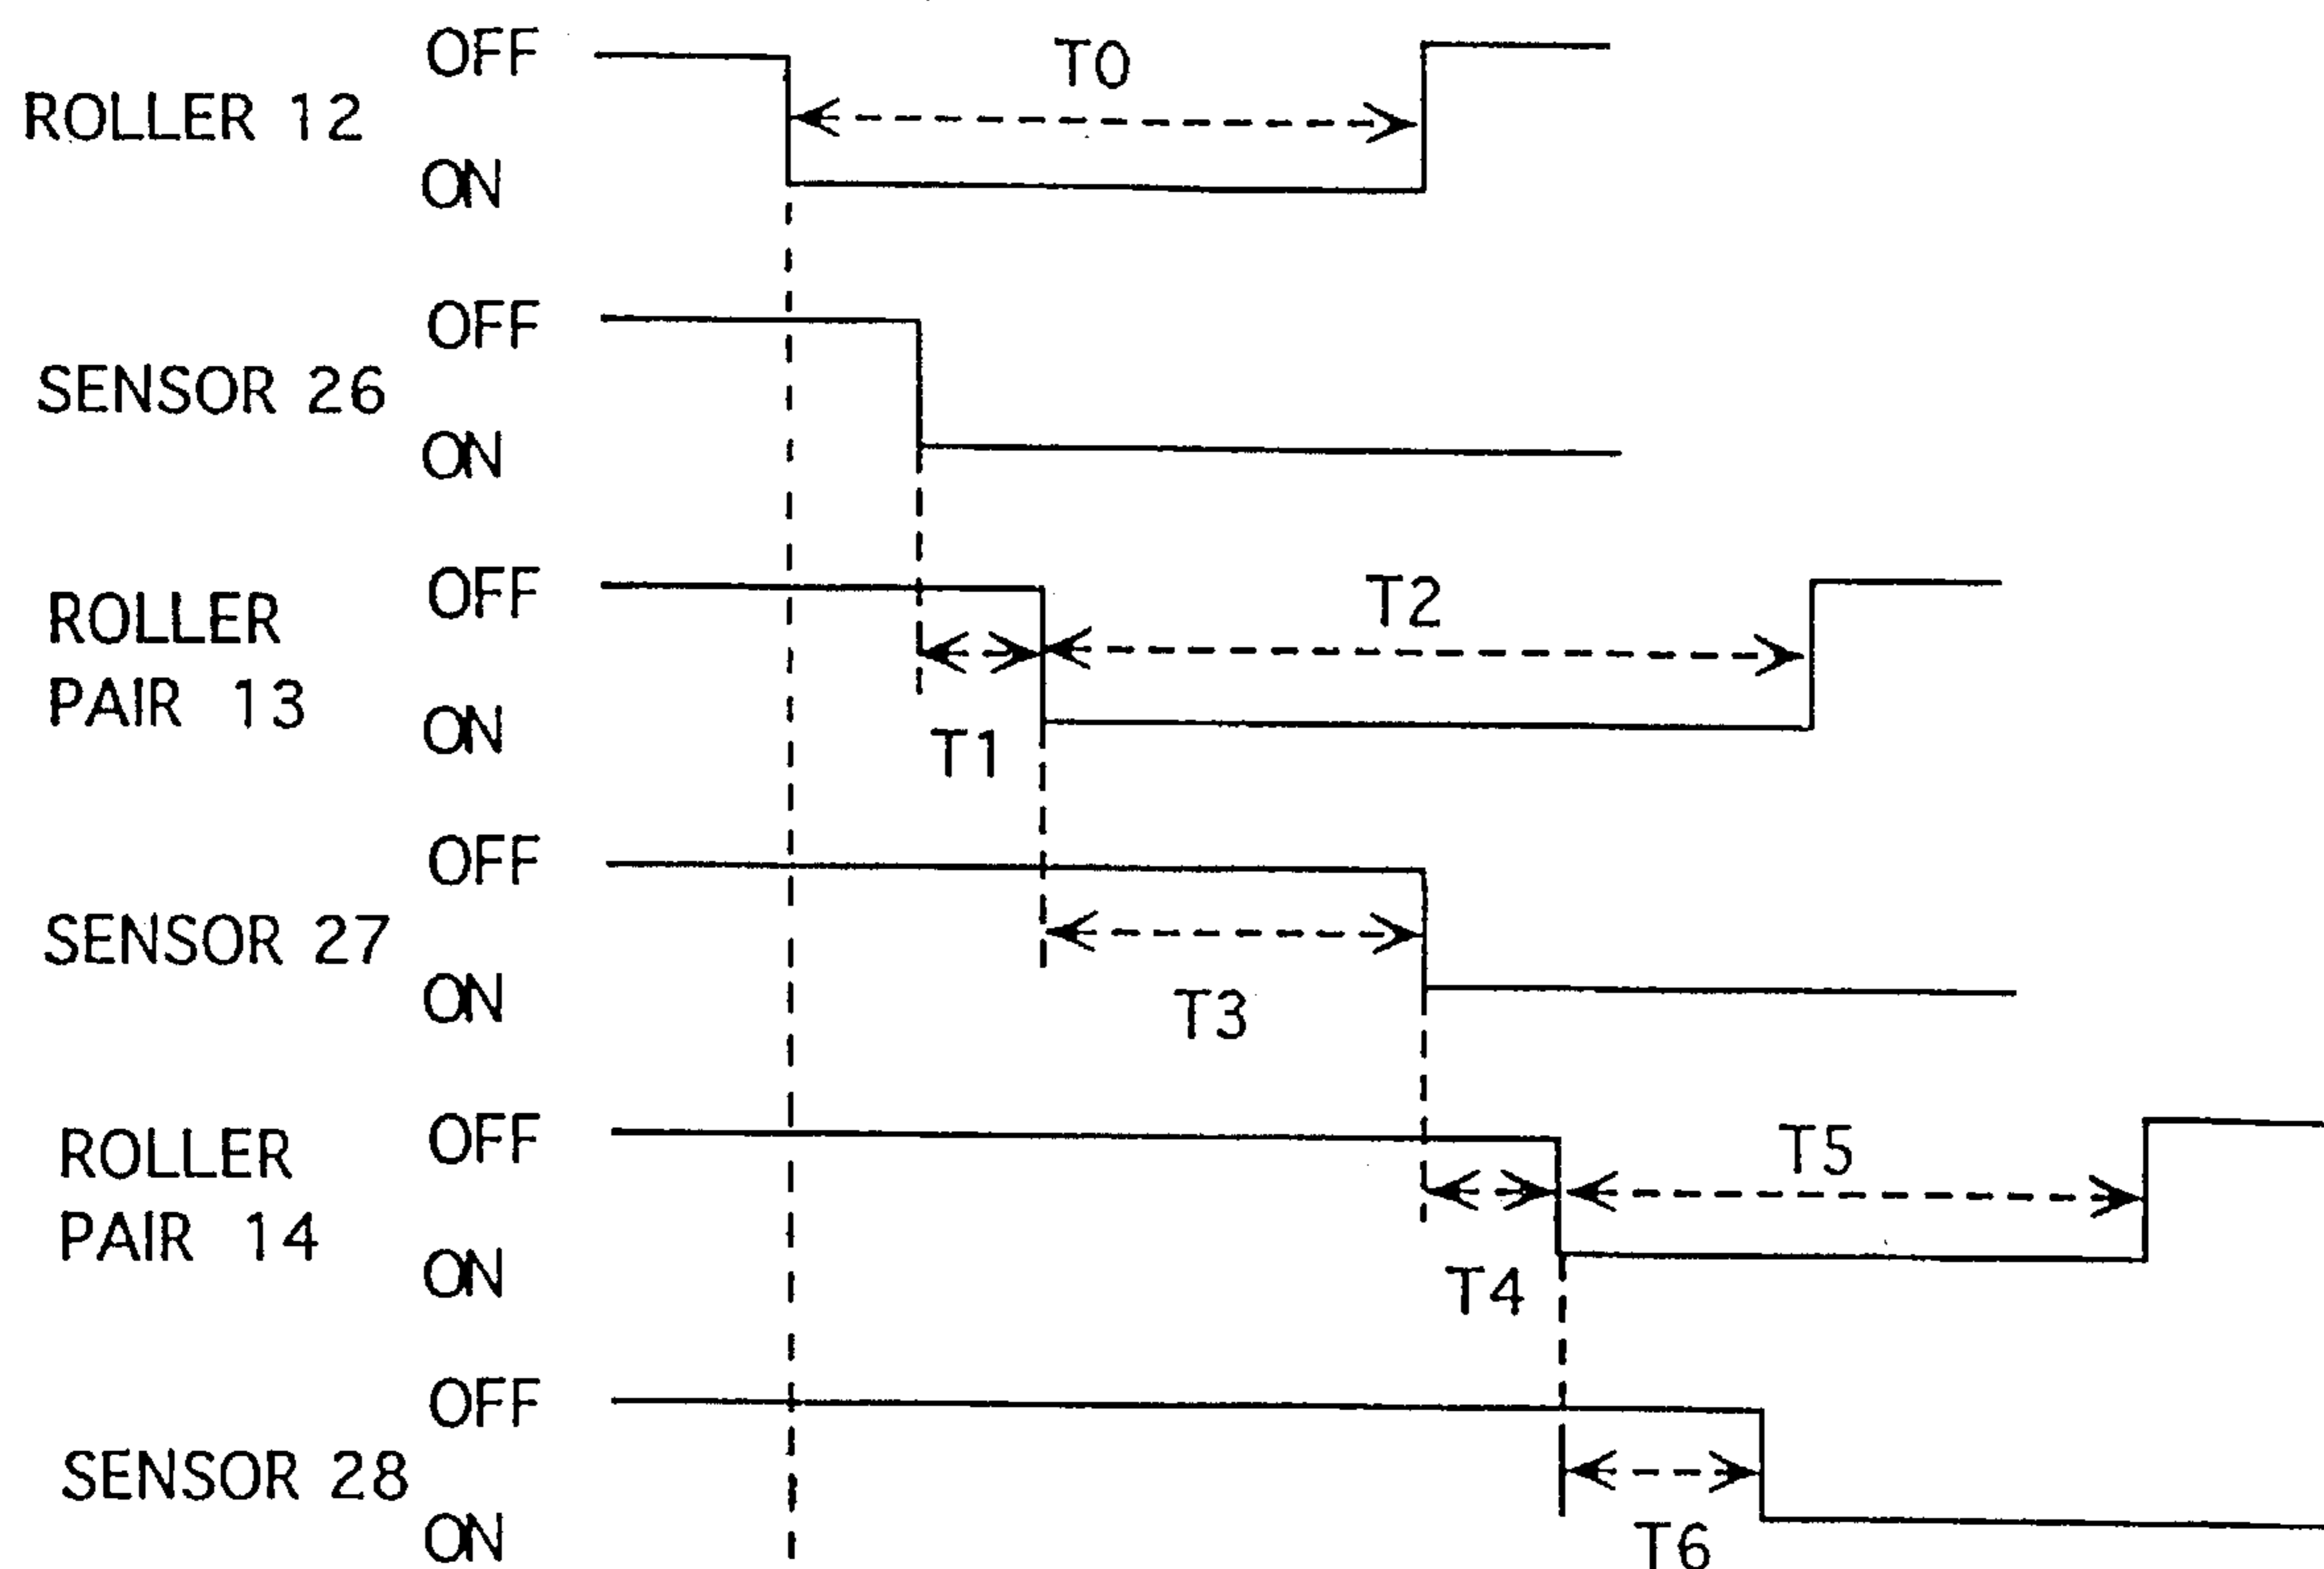 OFF
T0
ROLLER 12
ON
OFF
SENSOR 26
ON
OFF
T2
ROLLER
PAIR 13
ON
T1
OFF
SENSOR 27
ON
T3
OFF
T5
ROLLER
PAIR 14
ON
T4
OFF
SENSOR 28
ON
T6